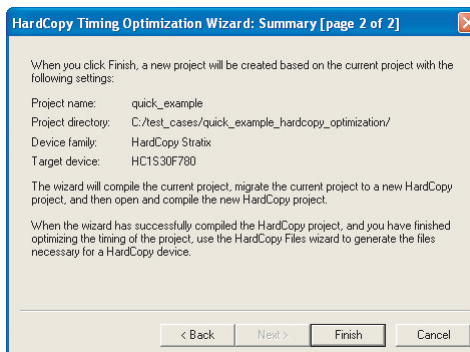 HardCopy Timing Optimization Wizard: Summary [page 2 of 2]
When you click Finish, a new project will be created based on the current project with the
following settings:
Project name: quick_example
Project directory: C:/test_cases/quick_example_hardcopy_optimization/
Device family: HardCopy Stratix
Target device: HC1S30F780
The wizard will compile the current project, migrate the current project to a new HardCopy
project, and then open and compile the new HardCopy project.
When the wizard has successfully compiled the HardCopy project, and you have finished
optimizing the timing of the project, use the HardCopy Files wizard to generate the files
necessary for a HardCopy device.
< Back Next > Finish Cancel